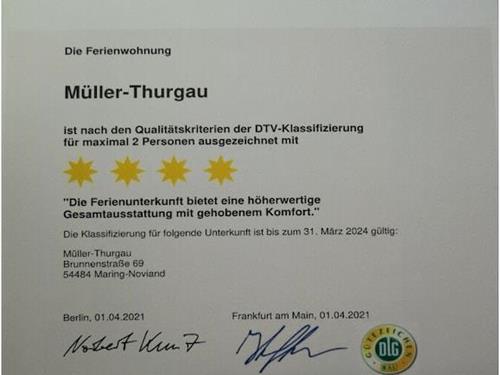 Die Ferienwohnung
Müller-Thurgau
ist nach den Qualitätskriterien der DTV-Klassifizierung
für maximal 2 Personen ausgezeichnet mit
"Die Ferienunterkunft bietet eine höherwertige
Gesamtausstattung mit gehobenem Komfort."
Die Klassifizierung für folgende Unterkunft ist bis zum 31. März 2024 gültig:
Müller-Thurgau
Brunnenstraße 69
54484 Maring-Noviand
Berlin, 01.04.2021
Frankfurt am Main, 01.04.2021
GÜTEZEICHEN
DLG